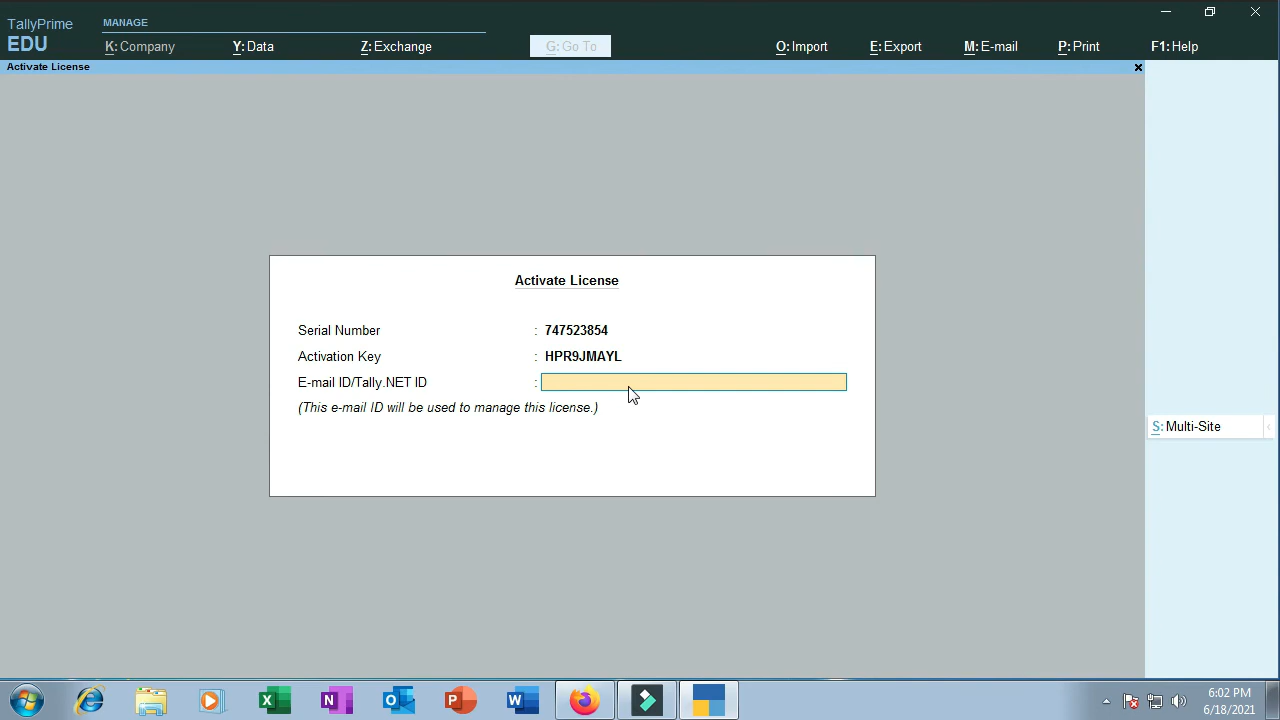 TallyPrime
EDU
MANAGE
K: Company
Y: Data
Z: Exchange
G: Go To
O: Import
E: Export
M: E-mail
P: Print
F1: Help
Activate License
Activate License
Serial Number : 747523854
Activation Key : HPR9JMAYL
E-mail ID/Tally.NET ID :
(This e-mail ID will be used to manage this license.)
S: Multi-Site
6:02 PM
6/18/2021